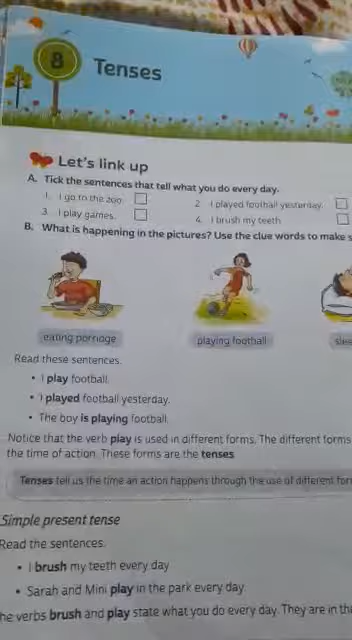 8
Tenses
Let's link up
A. Tick the sentences that tell what you do every day.
1. I go to the zoo.
2. I played football yesterday.
3. I play games.
4. I brush my teeth.
B. What is happening in the pictures? Use the clue words to make
eating porridge
playing football
Read these sentences.
• I play football.
• I played football yesterday.
• The boy is playing football.
Notice that the verb play is used in different forms. The different forms
the time of action. These forms are the tenses.
Tenses tell us the time an action happens through the use of different
Simple present tense
Read the sentences.
• I brush my teeth every day.
• Sarah and Mini play in the park every day.
he verbs brush and play state what you do every day. They are in